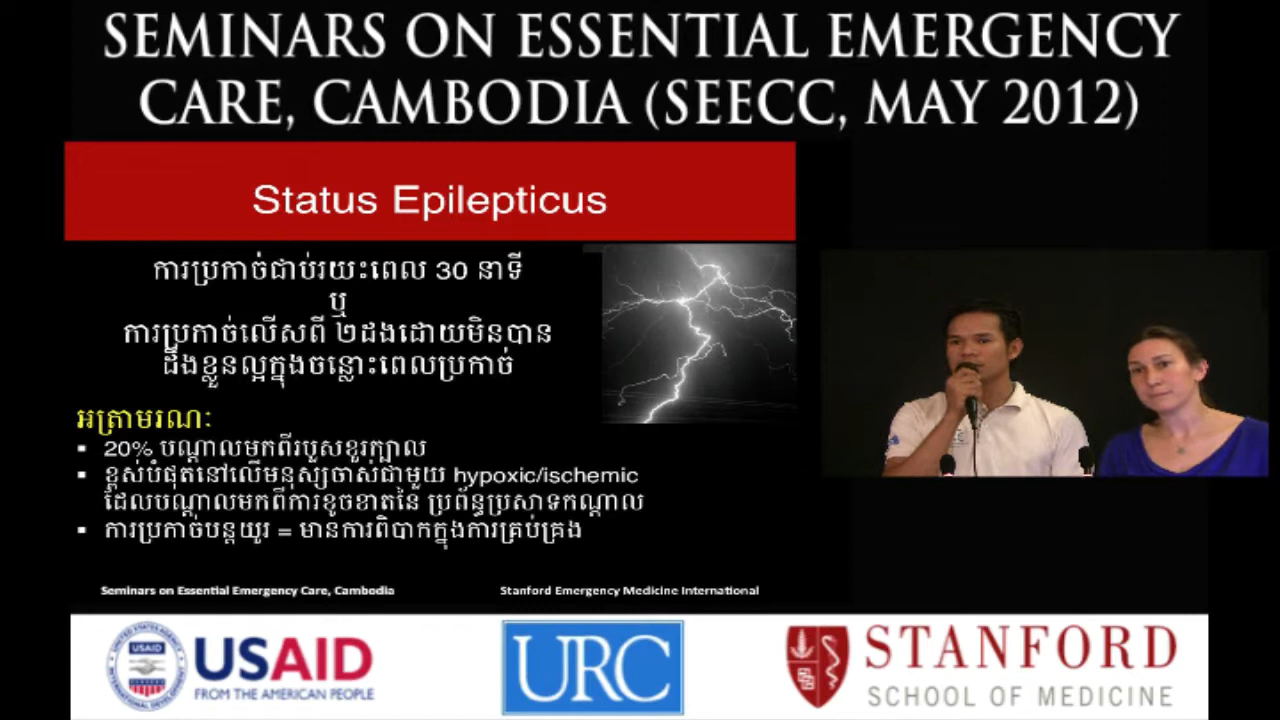 SEMINARS ON ESSENTIAL EMERGENCY
CARE, CAMBODIA (SEECC, MAY 2012)
Status Epilepticus
ការប្រកាច់ជាប់រយះពេល 30 នាទី
ឬ
ការប្រកាច់លើសពី ២ដងដោយមិនបាន
ដឹងខ្លួនល្អក្នុងចន្លោះពេលប្រកាច់
អត្រាមរណៈ
▪ 20% បណ្តាលមកពីរបួសខួរក្បាល
▪ ខ្ពស់បំផុតនៅលើមនុស្សចាស់ជាមួយ hypoxic/ischemic
ដែលបណ្តាលមកពីការខូចខាតនៃ ប្រព័ន្ធប្រសាទកណ្តាល
▪ ការប្រកាច់បន្តយូរ = មានការពិបាកក្នុងការគ្រប់គ្រង
Seminars on Essential Emergency Care, Cambodia
Stanford Emergency Medicine International
USAID
USAID
FROM THE AMERICAN PEOPLE
URC
STANFORD
SCHOOL OF MEDICINE